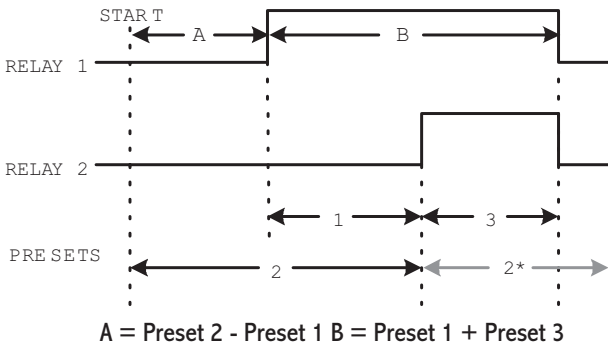 START
A
B
RELAY 1
RELAY 2
1
3
PRESETS
2
2*
A = Preset 2 - Preset 1 B = Preset 1 + Preset 3